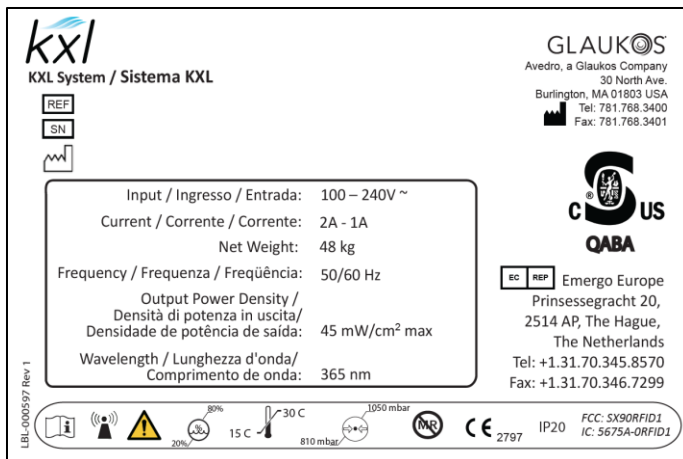 kxl
KXL System / Sistema KXL
REF
SN
GLAUKOS
Avedro, a Glaukos Company
30 North Ave.
Burlington, MA 01803 USA
Tel: 781.768.3400
Fax: 781.768.3401
Input / Ingresso / Entrada: 100 – 240V ~
Current / Corrente / Corrente: 2A - 1A
Net Weight: 48 kg
Frequency / Frequenza / Freqüência: 50/60 Hz
Output Power Density /
Densità di potenza in uscita/
Densidade de potência de saída: 45 mW/cm² max
Wavelength / Lunghezza d'onda/
Comprimento de onda: 365 nm
®
C US
QABA
EC REP Emergo Europe
Prinsessegracht 20,
2514 AP, The Hague,
The Netherlands
Tel: +1.31.70.345.8570
Fax: +1.31.70.346.7299
LBL-000597 Rev 1
20% 80%
15 C 30 C
810 mbar 1050 mbar
MR
CE 2797
IP20
FCC: SX90RFID1
IC: 5675A-0RFID1